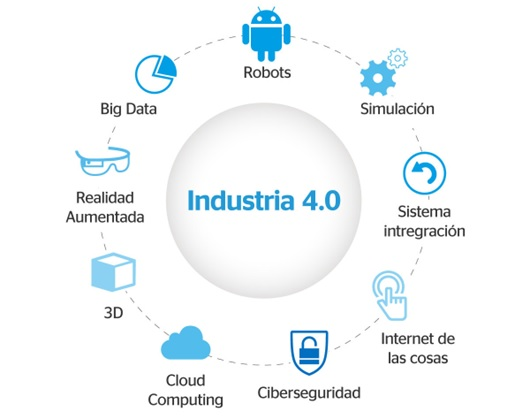 Robots
Big Data
Simulación
Realidad
Aumentada
Industria 4.0
Sistema
intregración
3D
Internet de
las cosas
Cloud
Computing
Ciberseguridad